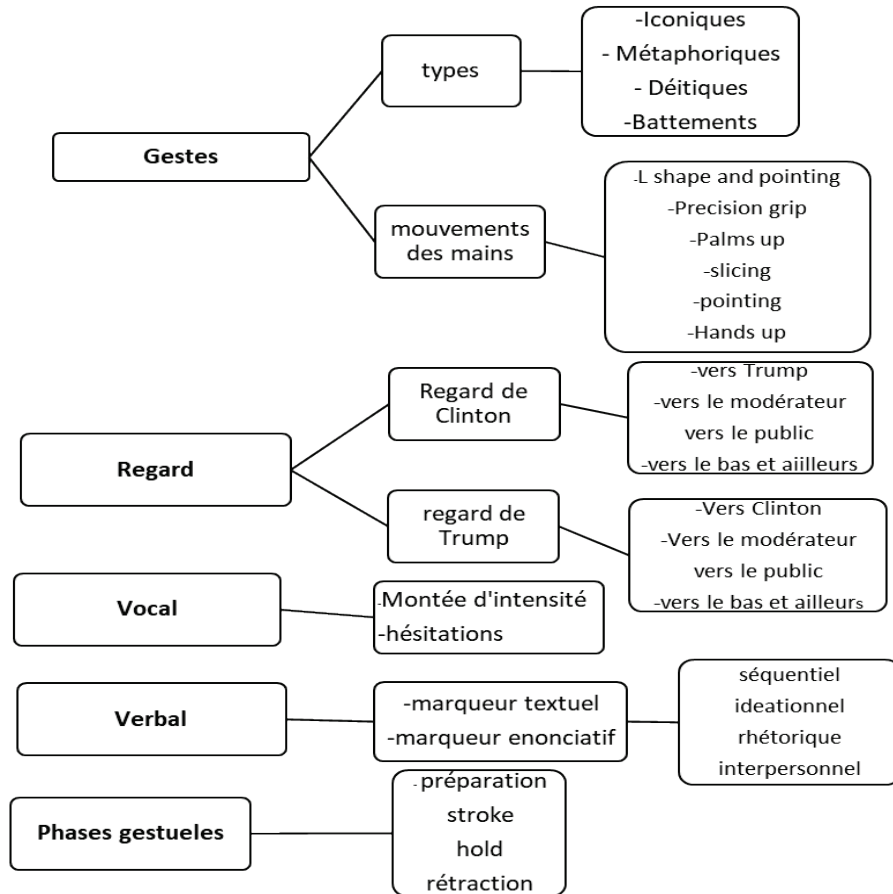 Gestes
types
-Iconiques
- Métaphoriques
- Déitiques
-Battements
mouvements
des mains
-L shape and pointing
-Precision grip
-Palms up
-slicing
-pointing
-Hands up
Regard
Regard de
Clinton
-vers Trump
-vers le modérateur
vers le public
-vers le bas et aiilleurs
regard de
Trump
-Vers Clinton
-Vers le modérateur
vers le public
-vers le bas et ailleurs
Vocal
-Montée d'intensité
-hésitations
Verbal
-marqueur textuel
-marqueur enonciatif
séquentiel
ideationnel
rhétorique
interpersonnel
Phases gestueles
- préparation
stroke
hold
rétraction